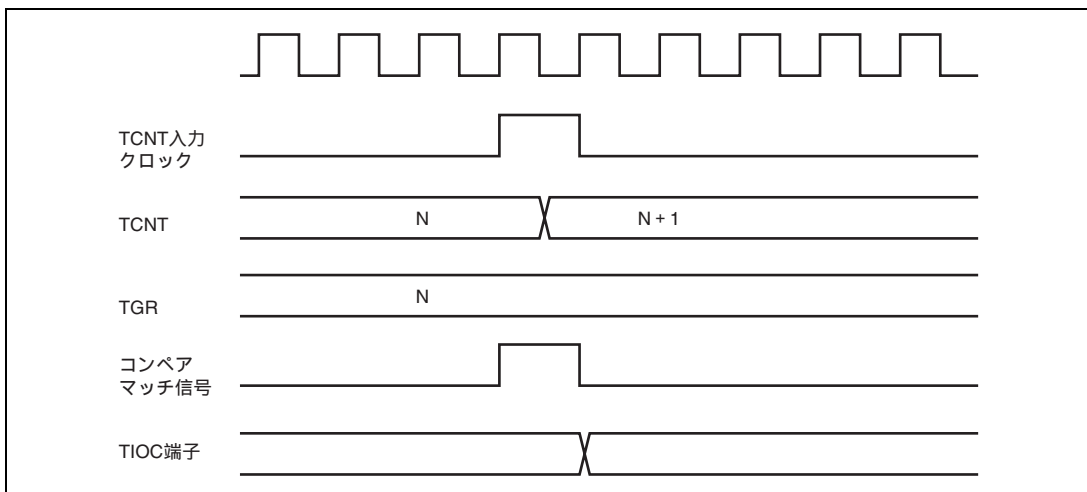 TCNT入力
クロック
TCNT
N
N + 1
TGR
N
コンペア
マッチ信号
TIOC端子